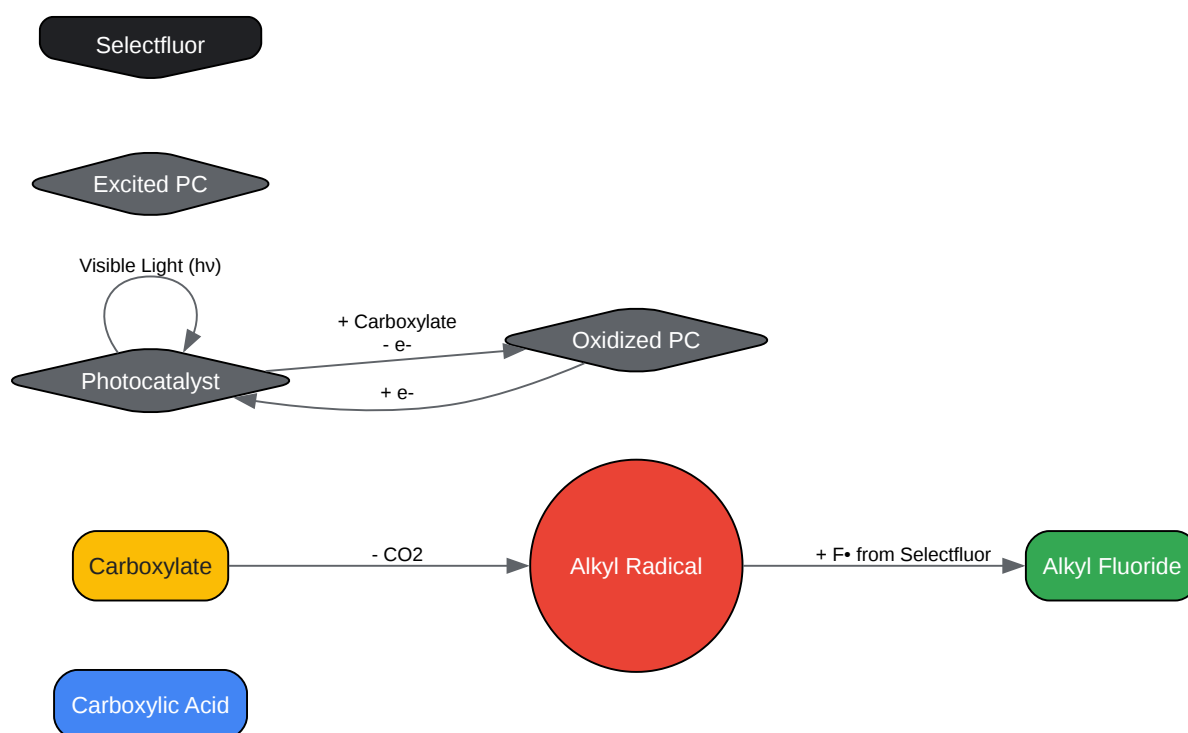 Selectfluor
Excited PC
Visible Light (hν)
+ Carboxylate
- e-
Oxidized PC
Photocatalyst
+ e-
Carboxylate
- CO2
Alkyl Radical
+ F• from Selectfluor
Alkyl Fluoride
Carboxylic Acid